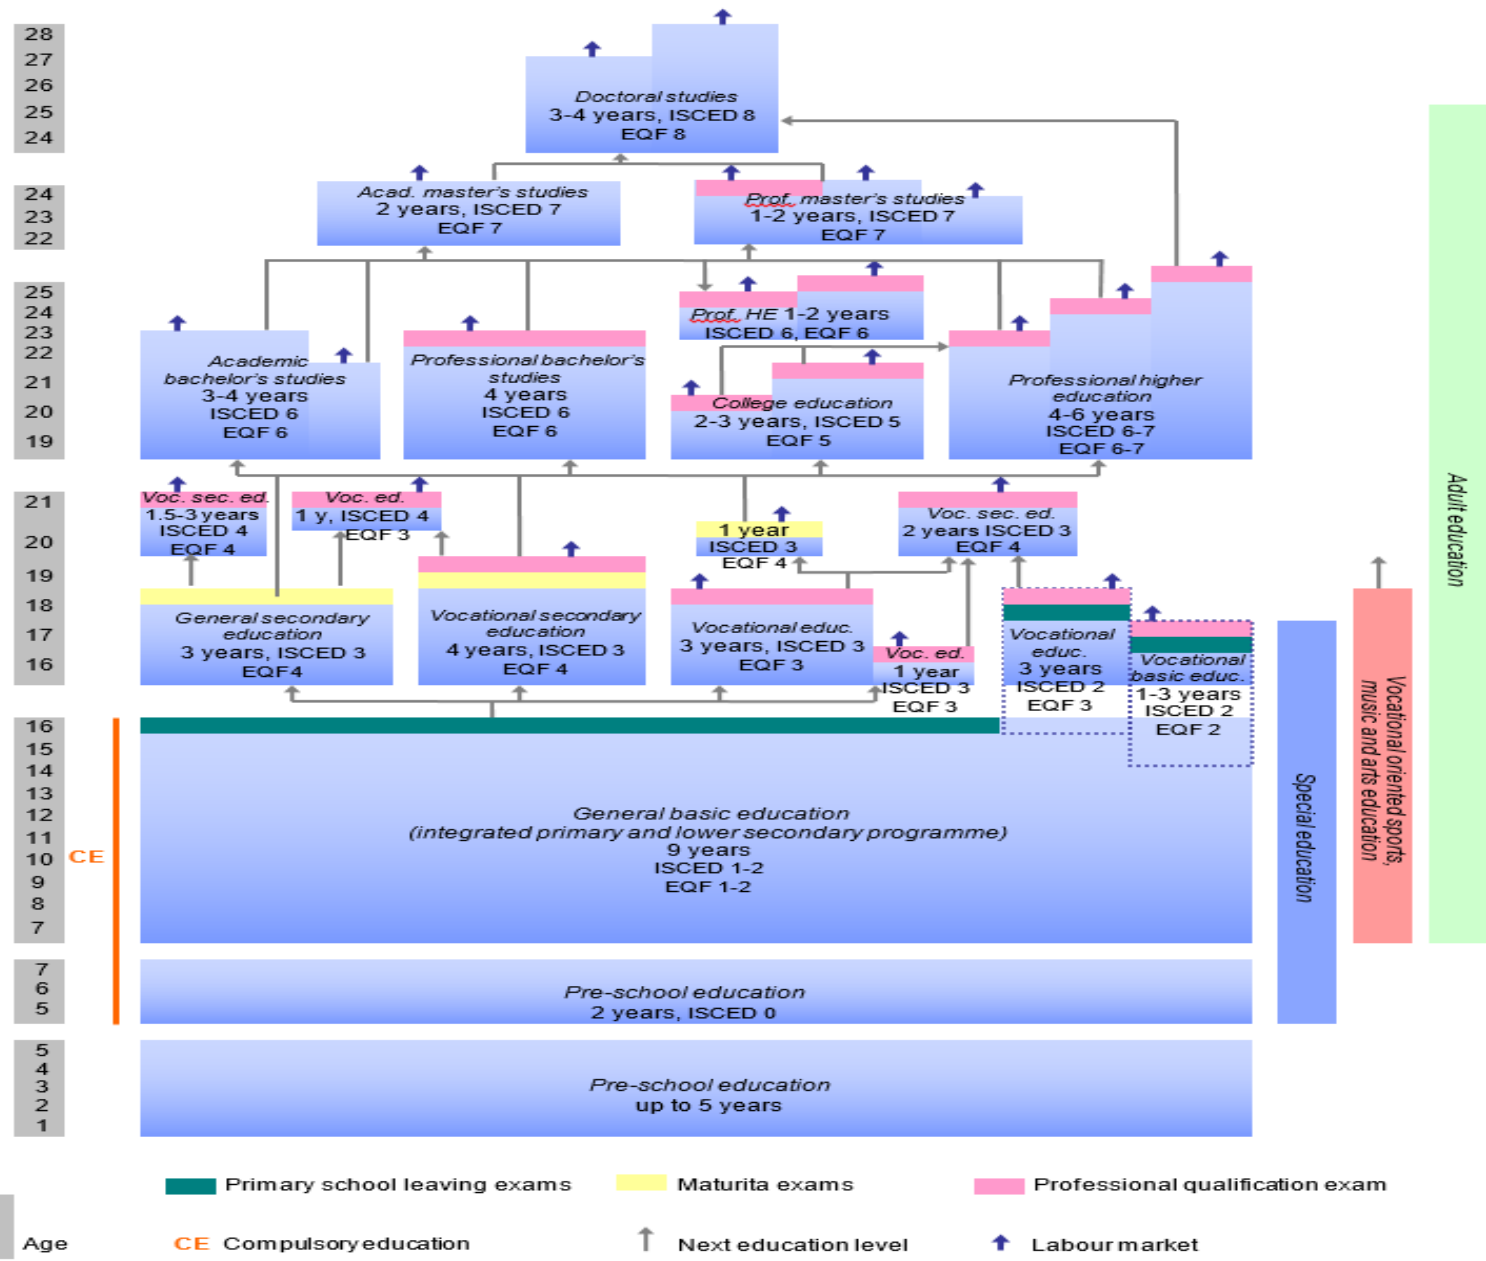 28
27
26
25
24
Doctoral studies
3-4 years, ISCED 8
EQF 8
24
23
22
Acad. master's studies
2 years, ISCED 7
EQF 7
Prof. master's studies
1-2 years, ISCED 7
EQF 7
25
24
23
22
21
20
19
Academic
bachelor's studies
3-4 years
ISCED 6
EQF 6
Professional bachelor's
studies
4 years
ISCED 6
EQF 6
Prof. HE 1-2 years
ISCED 6, EQF 6
College education
2-3 years, ISCED 5
EQF 5
Professional higher
education
4-6 years
ISCED 6-7
EQF 6-7
21
20
19
18
17
16
Voc. sec. ed.
1.5-3 years
ISCED 4
EQF 4
Voc. ed.
1 y, ISCED 4
EQF 3
1 year
ISCED 3
EQF 4
Voc. sec. ed.
2 years ISCED 3
EQF 4
General secondary
education
3 years, ISCED 3
EQF4
Vocational secondary
education
4 years, ISCED 3
EQF 4
Vocational educ.
3 years, ISCED 3
EQF 3
Voc. ed.
1 year
ISCED 3
EQF 3
Vocational
educ.
3 years
ISCED 2
EQF 3
Vocational
basic educ.
1-3 years
ISCED 2
EQF 2
16
15
14
13
12
11
10
9
8
7
CE
General basic education
(integrated primary and lower secondary programme)
9 years
ISCED 1-2
EQF 1-2
7
6
5
Pre-school education
2 years, ISCED 0
5
4
3
2
1
Pre-school education
up to 5 years
Special education
Vocational oriented sports,
music and arts education
Adult education
Primary school leaving exams
Maturita exams
Professional qualification exam
Age
CE Compulsory education
Next education level
Labour market